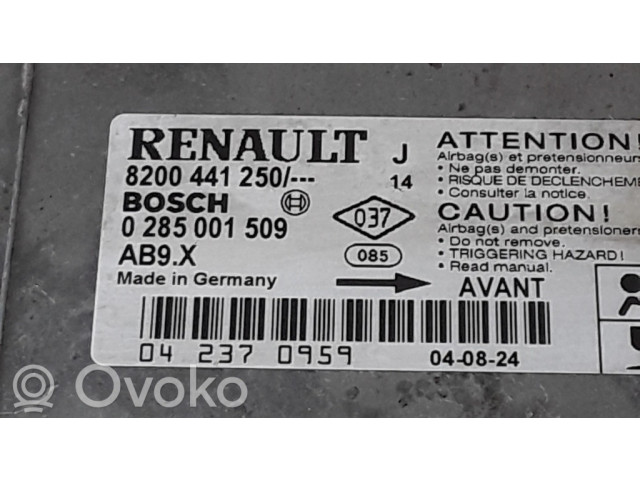 RENAULT J
8200 441 250/--- 14
BOSCH
0 285 001 509 037
AB9.X 085
Made in Germany AVANT
04 237 0959 04-08-24
ATTENTION!
Airbag(s) et pretensionneurs
• Ne pas demonter.
• RISQUE DE DECLENCHEME
• Consulter la notice.
CAUTION!
Airbag(s) and pretensioners
• Do not remove.
• TRIGGERING HAZARD!
• Read manual.
Ovoko